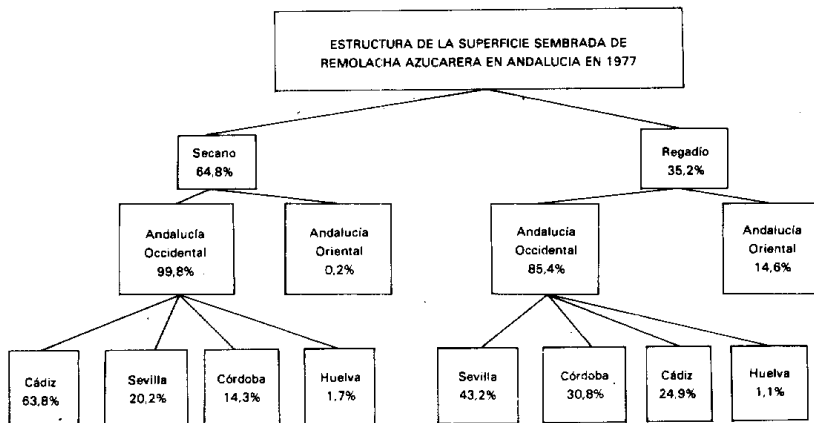 ESTRUCTURA DE LA SUPERFICIE SEMBRADA DE
REMOLACHA AZUCARERA EN ANDALUCIA EN 1977
Secano
64,8%
Regadío
35,2%
Andalucía
Occidental
99,8%
Andalucía
Oriental
0,2%
Andalucía
Occidental
85,4%
Andalucía
Oriental
14,6%
Cádiz
63,8%
Sevilla
20,2%
Córdoba
14,3%
Huelva
1,7%
Sevilla
43,2%
Córdoba
30,8%
Cádiz
24,9%
Huelva
1,1%